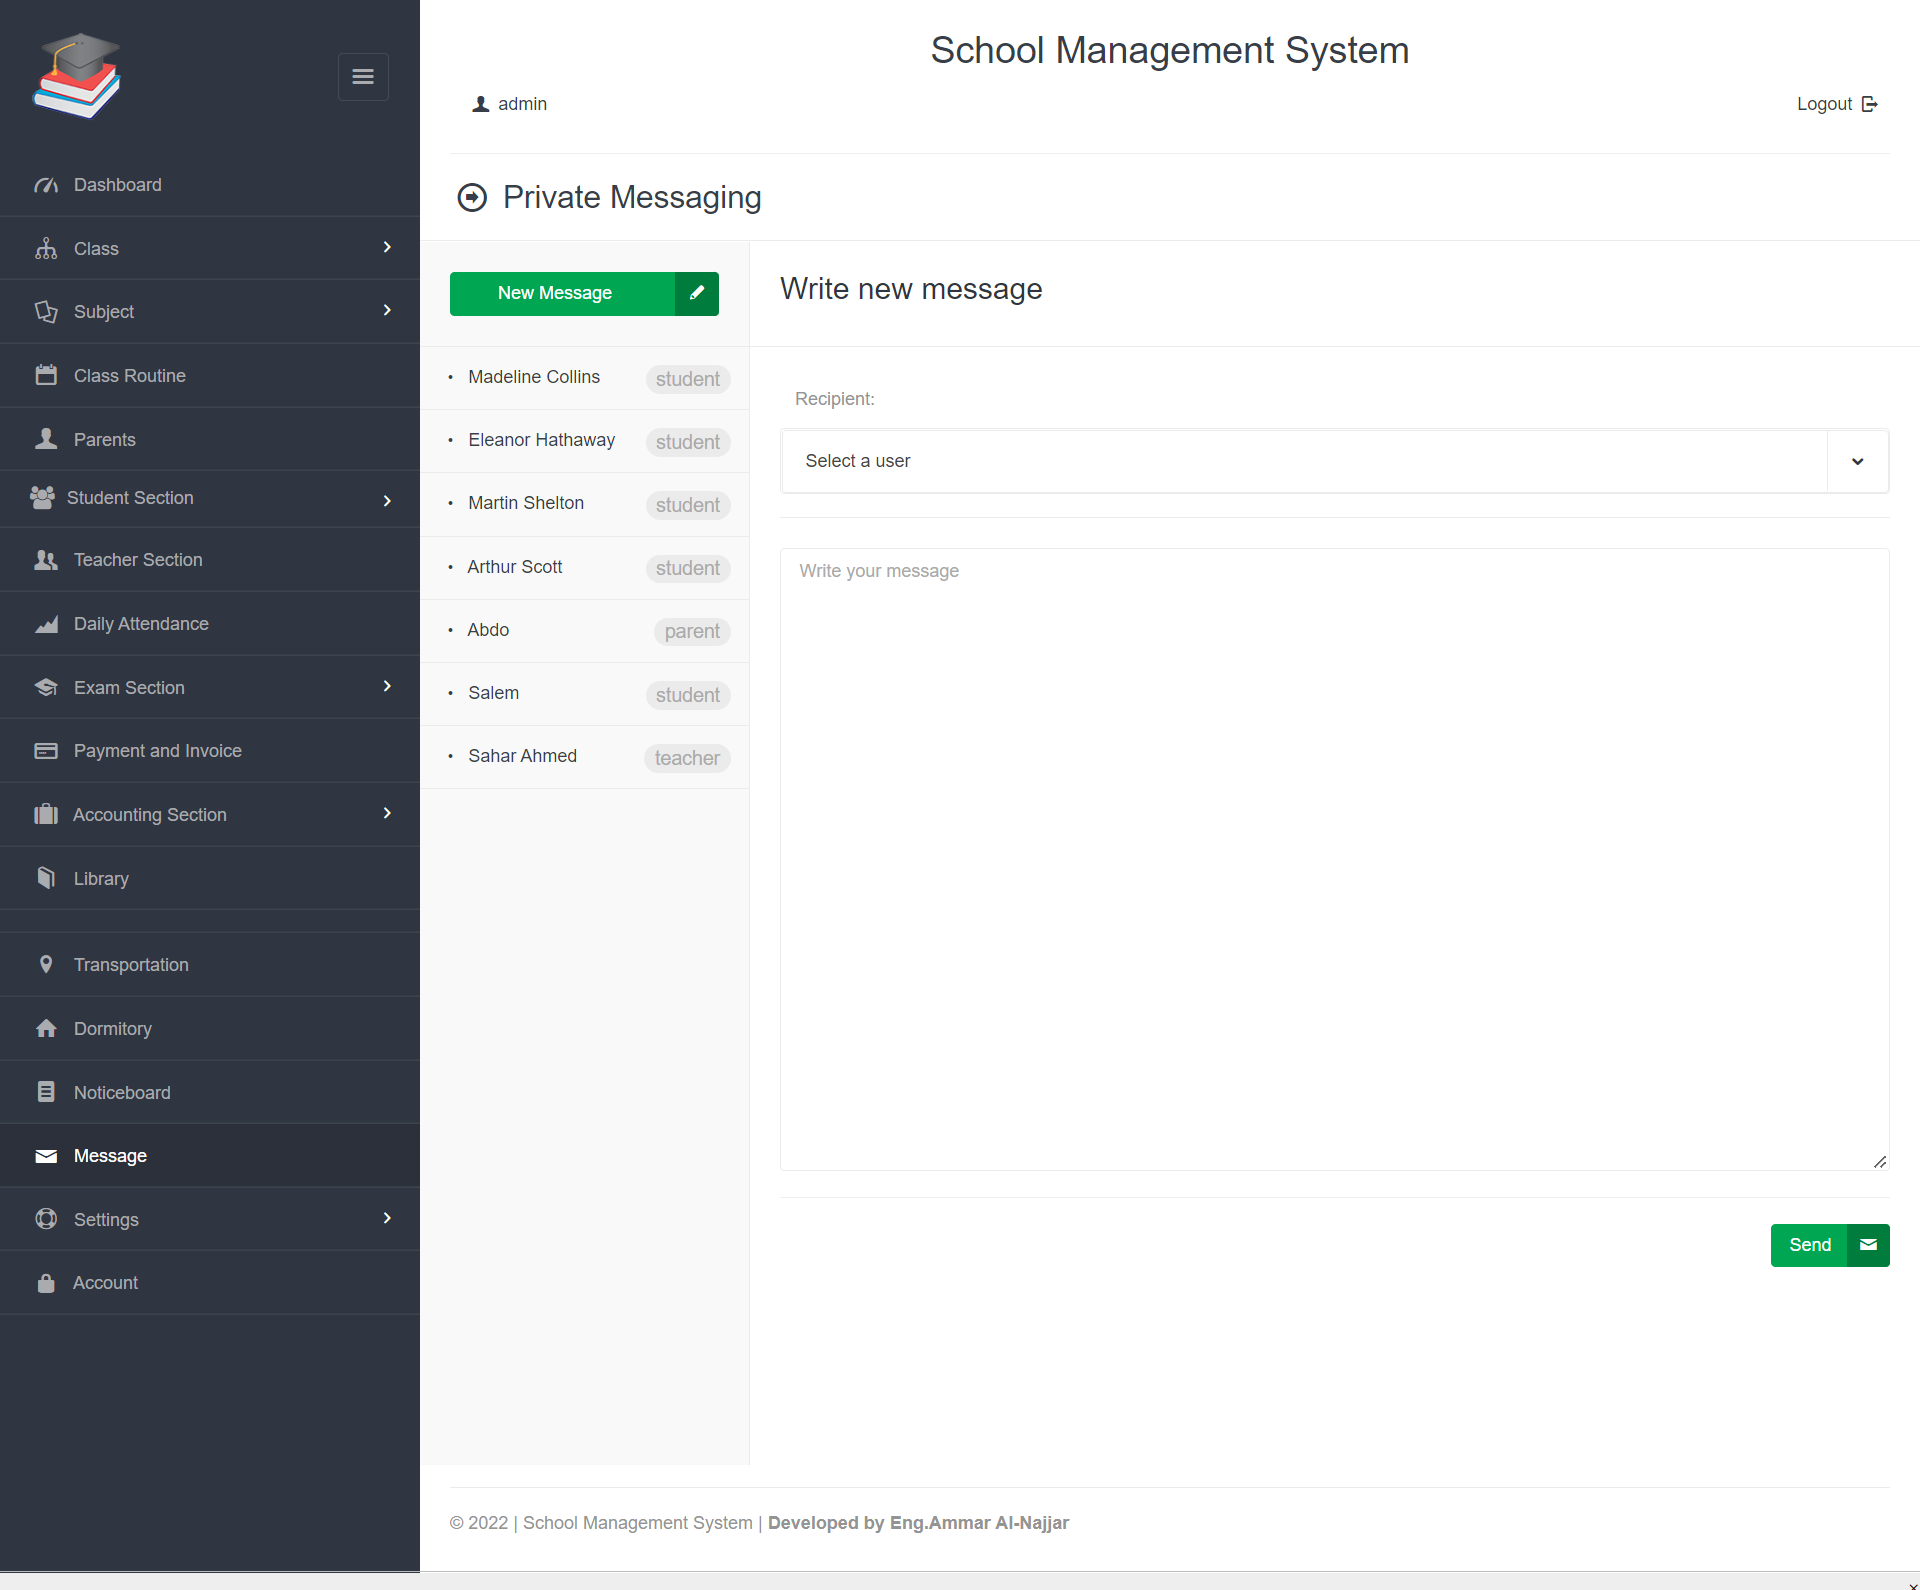 School Management System
admin
Logout
Dashboard
Class
Subject
Class Routine
Parents
Student Section
Teacher Section
Daily Attendance
Exam Section
Payment and Invoice
Accounting Section
Library
Transportation
Dormitory
Noticeboard
Message
Settings
Account
Private Messaging
New Message
Madeline Collins student
Eleanor Hathaway student
Martin Shelton student
Arthur Scott student
Abdo parent
Salem student
Sahar Ahmed teacher
Write new message
Recipient:
Select a user
Write your message
Send
© 2022 | School Management System | Developed by Eng.Ammar Al-Najjar